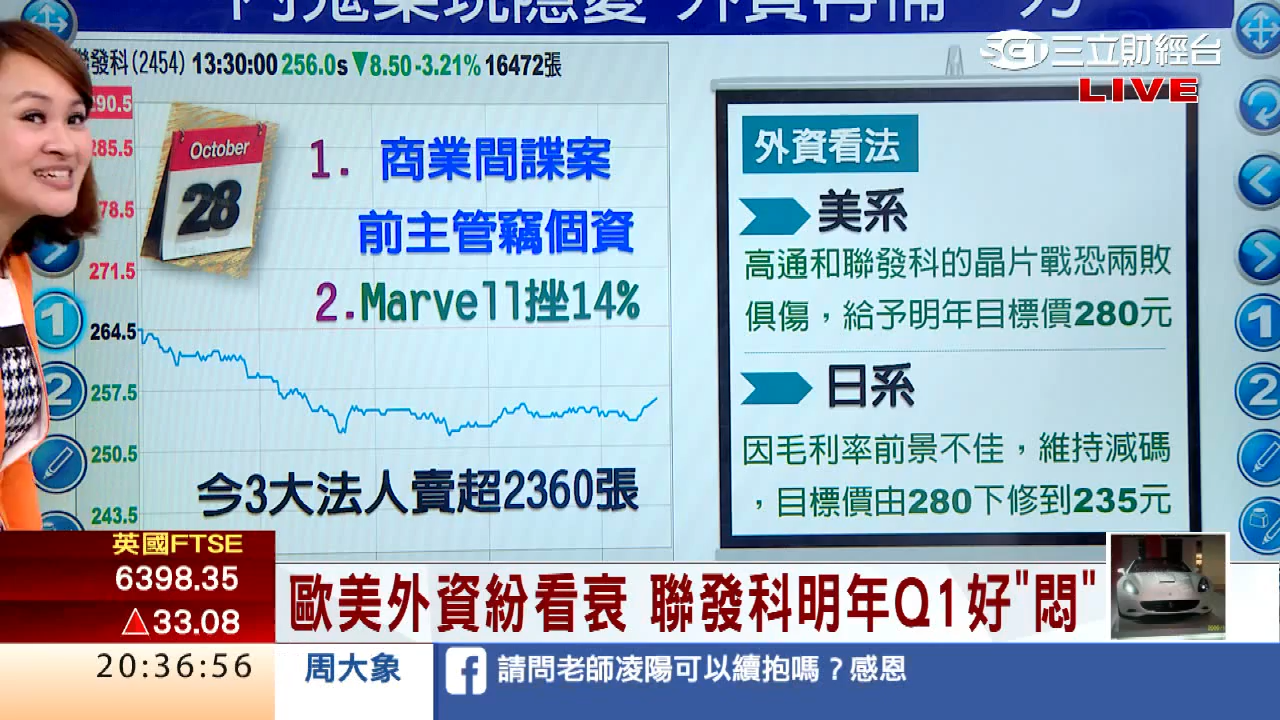 聯發科(2454) 13:30:00 256.0s ▼8.50 -3.21% 16472張
290.5
285.5
278.5
271.5
264.5
257.5
250.5
243.5
October
28
1. 商業間諜案
前主管竊個資
2.Marvell挫14%
今3大法人賣超2360張
三立財經台
LIVE
外資看法
美系
高通和聯發科的晶片戰恐兩敗
俱傷，給予明年目標價280元
日系
因毛利率前景不佳，維持減碼
，目標價由280下修到235元
1
2
1
2
英國FTSE
6398.35
▲33.08
歐美外資紛看衰 聯發科明年Q1好"悶"
20:36:56
周大象
請問老師凌陽可以續抱嗎？感恩